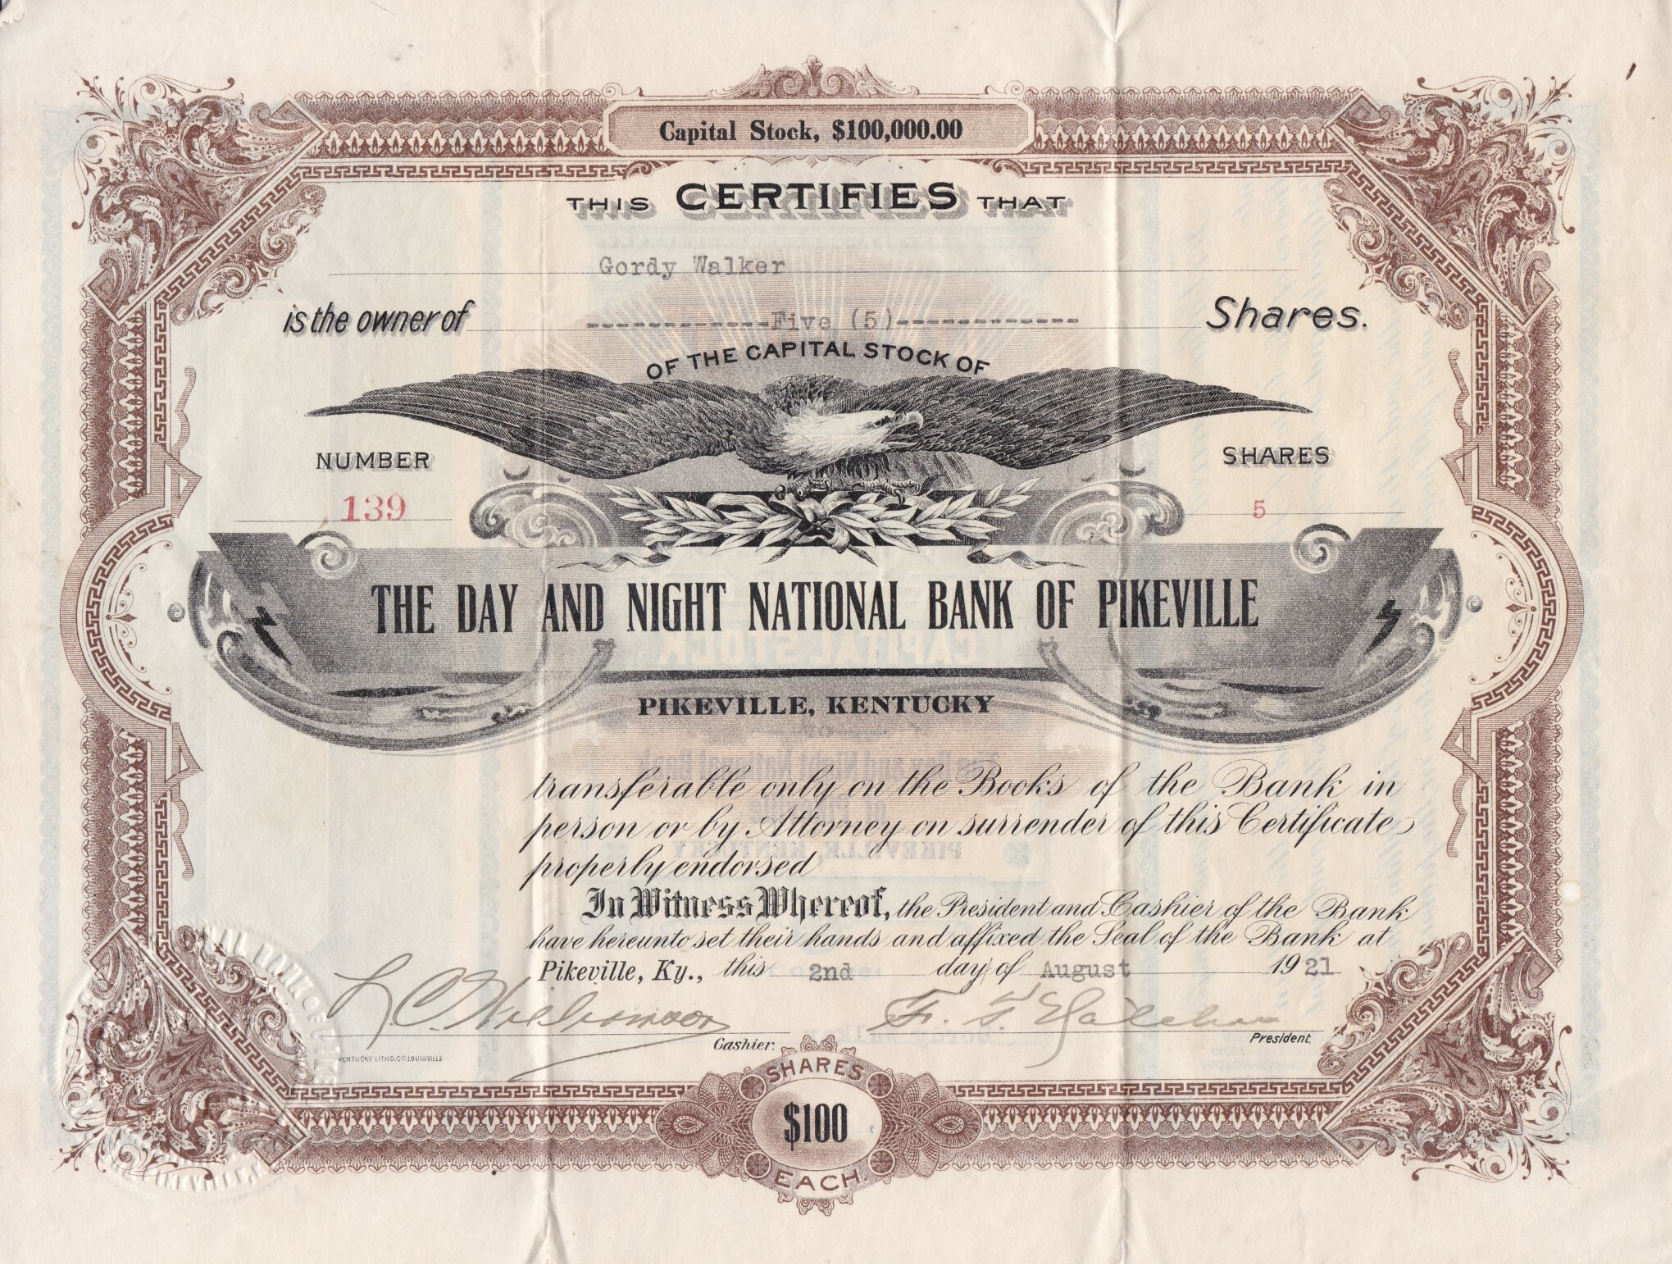 Capital Stock, $100,000.00
THIS CERTIFIES THAT
Gordy Walker
is the owner of ------------Five (5)------------ Shares.
OF THE CAPITAL STOCK OF
NUMBER
139
SHARES
5
THE DAY AND NIGHT NATIONAL BANK OF PIKEVILLE
PIKEVILLE, KENTUCKY
transferable only on the Books of the Bank in
person or by Attorney on surrender of this Certificate
properly endorsed
In Witness Whereof, the President and Cashier of the Bank
have hereunto set their hands and affixed the Seal of the Bank at
Pikeville, Ky., this 2nd day of August 1921
Cashier.
President.
KENTUCKY LITHO. CO. LOUISVILLE
SHARES
$100
EACH.